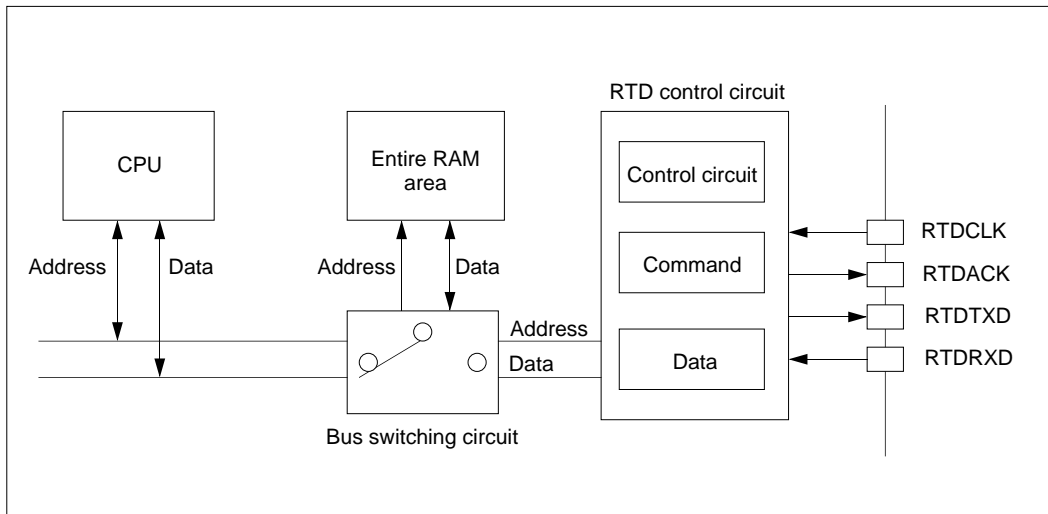 RTD control circuit
CPU
Entire RAM
area
Control circuit
RTDCLK
Address
Data
Address
Data
Command
RTDACK
RTDTXD
Address
Data
Data
RTDRXD
Bus switching circuit